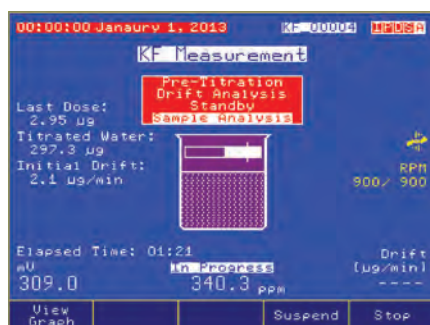 00:00:00 Janaury 1, 2013 KF 00004
KF Measurement
Pre-Titration
Drift Analysis
Standby
Sample Analysis
Last Dose:
2.95 µg
Titrated Water:
297.3 µg
Initial Drift:
2.1 µg/min
RPM
900/ 900
Elapsed Time: 01:21
Drift
mV
In Progress
[µg/min]
309.0
340.3 ppm
----
View
Graph
Suspend
Stop